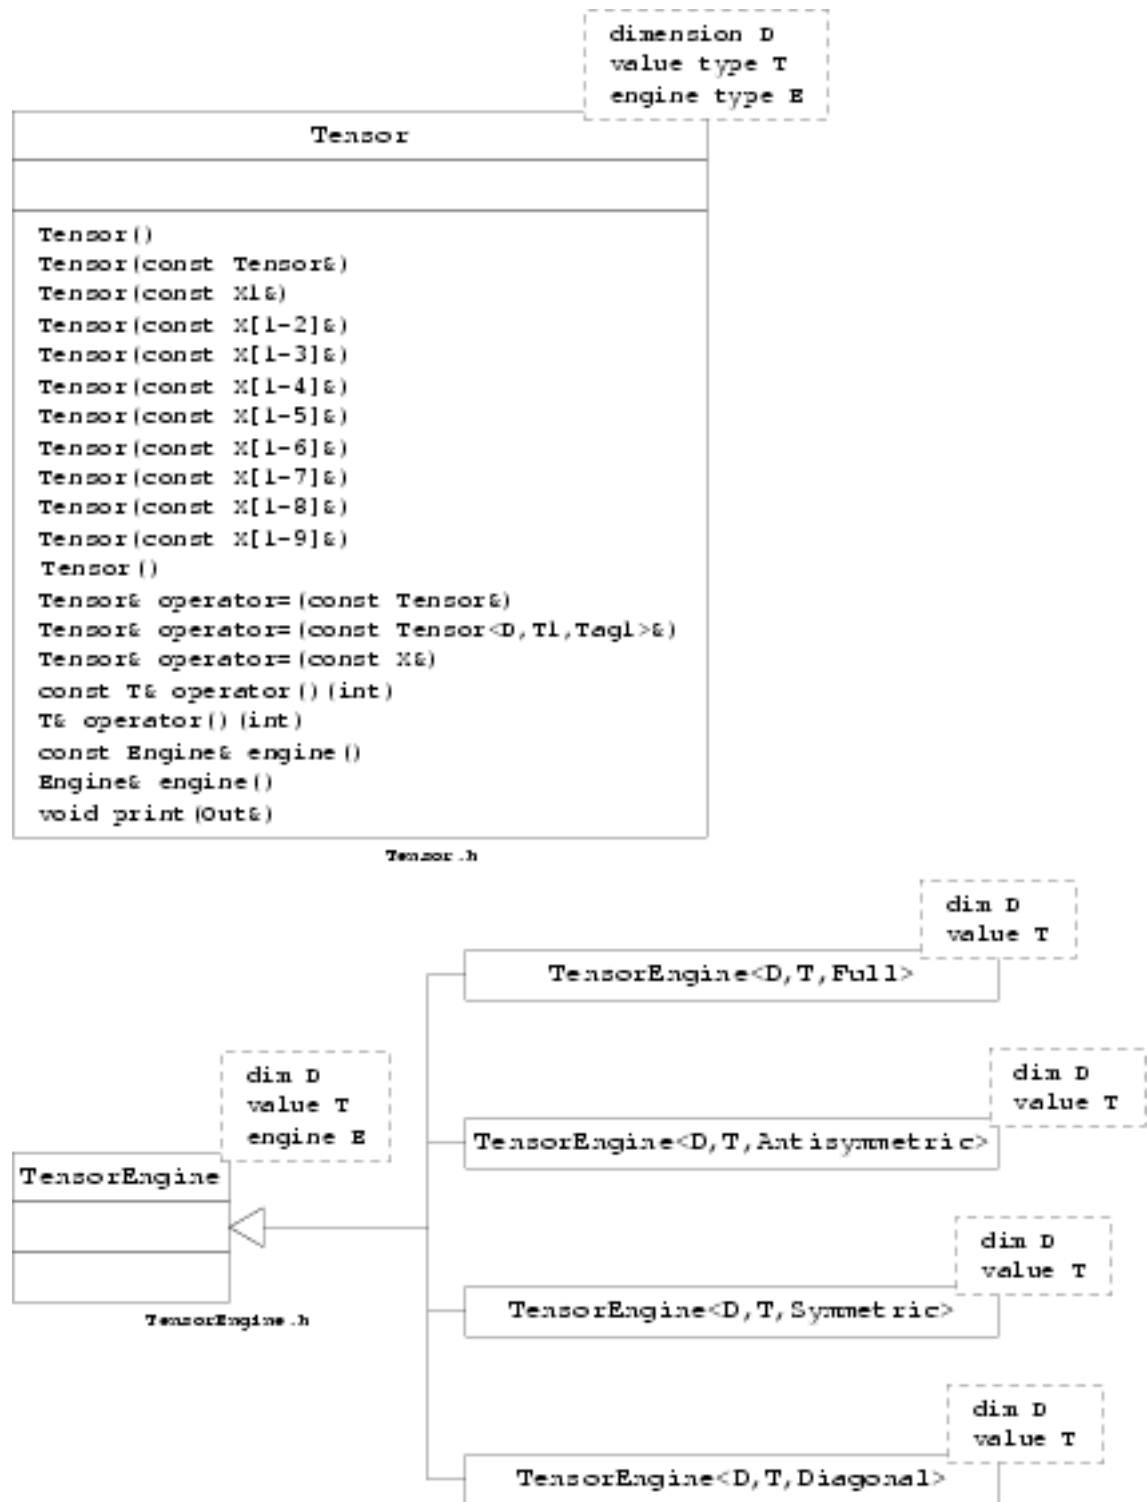 dimension D
value type T
engine type E
Tensor
Tensor()
Tensor(const Tensor&)
Tensor(const X1&)
Tensor(const X[1-2]&)
Tensor(const X[1-3]&)
Tensor(const X[1-4]&)
Tensor(const X[1-5]&)
Tensor(const X[1-6]&)
Tensor(const X[1-7]&)
Tensor(const X[1-8]&)
Tensor(const X[1-9]&)
Tensor()
Tensor& operator=(const Tensor&)
Tensor& operator=(const Tensor<D,T1,Tag1>&)
Tensor& operator=(const X&)
const T& operator()(int)
T& operator()(int)
const Engine& engine()
Engine& engine()
void print(Out&)
Tensor.h
dim D
value T
TensorEngine<D,T,Full>
dim D
value T
engine E
TensorEngine
TensorEngine.h
dim D
value T
TensorEngine<D,T,Antisymmetric>
dim D
value T
TensorEngine<D,T,Symmetric>
dim D
value T
TensorEngine<D,T,Diagonal>